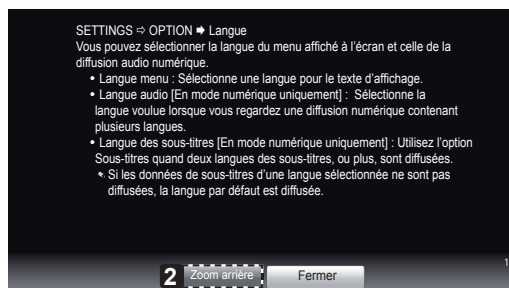 SETTINGS ⇨ OPTION ➡ Langue
Vous pouvez sélectionner la langue du menu affiché à l’écran et celle de la
diffusion audio numérique.
• Langue menu : Sélectionne une langue pour le texte d’affichage.
• Langue audio [En mode numérique uniquement] : Sélectionne la
langue voulue lorsque vous regardez une diffusion numérique contenant
plusieurs langues.
• Langue des sous-titres [En mode numérique uniquement] : Utilisez l’option
Sous-titres quand deux langues des sous-titres, ou plus, sont diffusées.
Si les données de sous-titres d’une langue sélectionnée ne sont pas
diffusées, la langue par défaut est diffusée.
1
2 Zoom arrière Fermer